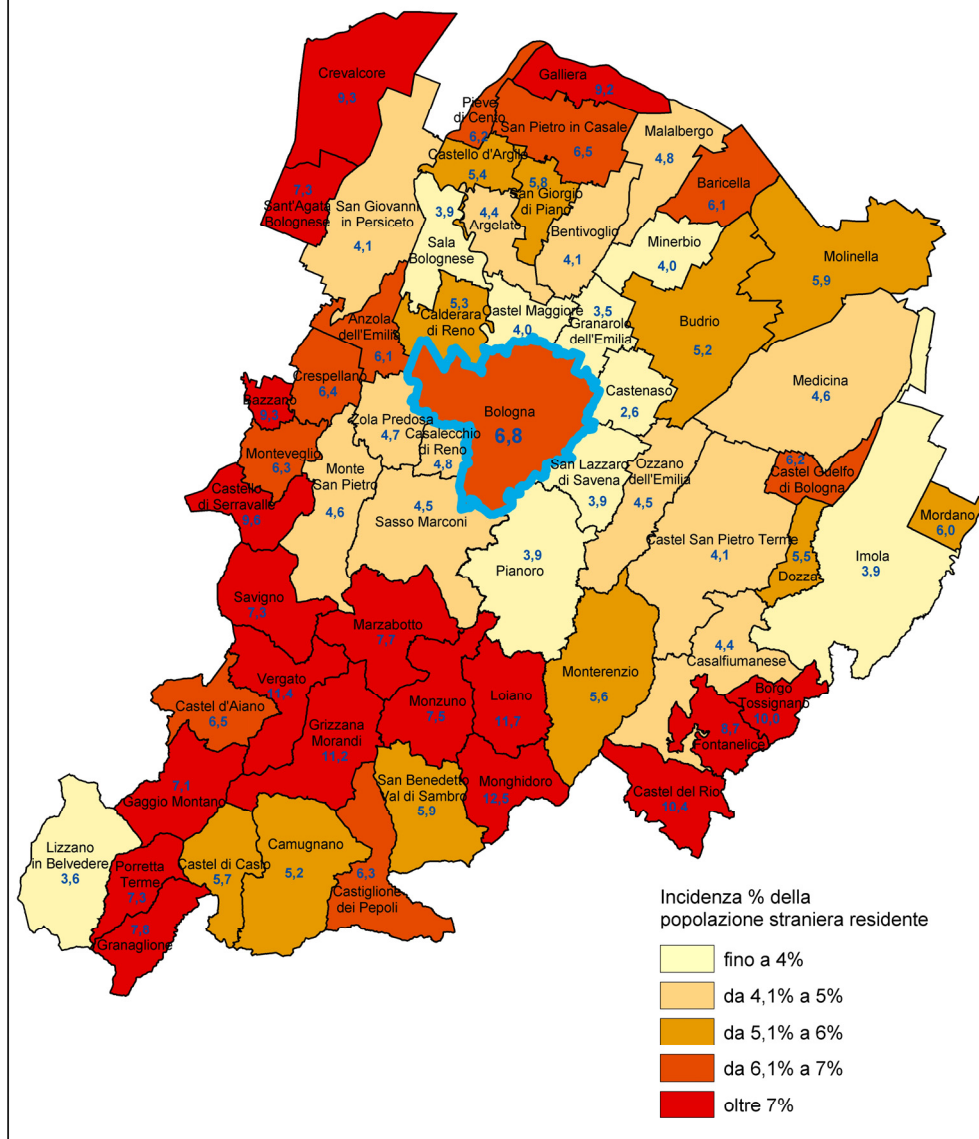 Crevalcore
9,3
Galliera
9,2
Pieve
di Cento
6,2
San Pietro in Casale
6,5
Malalbergo
4,8
Castello d'Argile
5,4
Baricella
6,1
7,3
Sant'Agata
Bolognese
San Giovanni
in Persiceto
4,1
5,8
San Giorgio
di Piano
3,9
Sala
Bolognese
4,4
Argelato
Bentivoglio
4,1
Minerbio
4,0
Molinella
5,9
5,3
Calderara
di Reno
Castel Maggiore
4,0
3,5
Granarolo
dell'Emilia
Budrio
5,2
Anzola
dell'Emilia
6,1
Crespellano
6,4
Medicina
4,6
Bazzano
9,3
Castenaso
2,6
Bologna
6,8
Zola Predosa
4,7
Casalecchio
di Reno
4,8
Monteveglio
6,3
Monte
San Pietro
4,6
San Lazzaro
di Savena
3,9
Ozzano
dell'Emilia
4,5
6,2
Castel Guelfo
di Bologna
Castello
di Serravalle
9,6
4,5
Sasso Marconi
Mordano
6,0
Castel San Pietro Terme
4,1
5,5
Dozza
Imola
3,9
3,9
Pianoro
Savigno
7,3
Marzabotto
7,7
4,4
Casalfiumanese
Vergato
11,4
Monzuno
7,5
Loiano
11,7
Monterenzio
5,6
Borgo
Tossignano
10,0
Castel d'Aiano
6,5
Grizzana
Morandi
11,2
8,7
Fontanelice
7,1
Gaggio Montano
San Benedetto
Val di Sambro
5,9
Monghidoro
12,5
Castel del Rio
10,4
Lizzano
in Belvedere
3,6
Porretta
Terme
7,3
Castel di Casio
5,7
Camugnano
5,2
6,3
Castiglione
dei Pepoli
7,8
Granaglione
Incidenza % della
popolazione straniera residente
fino a 4%
da 4,1% a 5%
da 5,1% a 6%
da 6,1% a 7%
oltre 7%